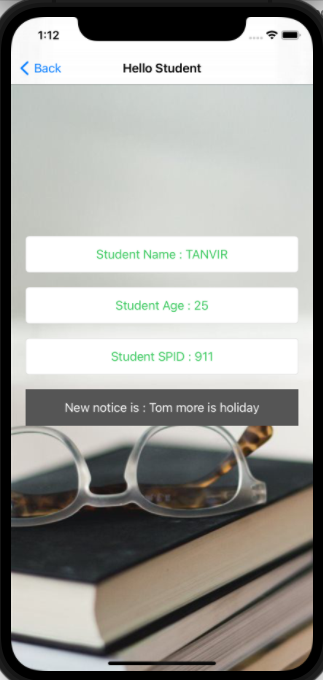 1:12
Back
Hello Student
Student Name : TANVIR
Student Age : 25
Student SPID : 911
New notice is : Tom more is holiday